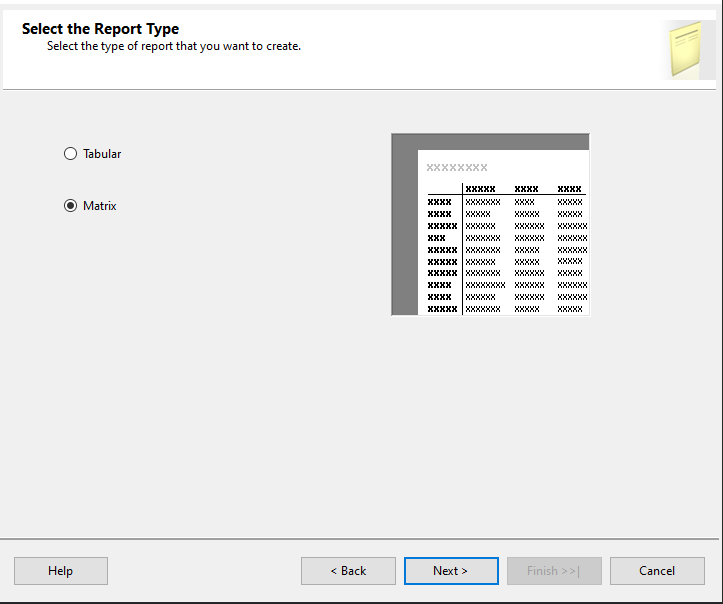 Select the Report Type
Select the type of report that you want to create.
Tabular
Matrix
XXXXXXXX
XXXXX XXXX XXXX
XXXX XXXXXXX XXXX XXXXX
XXXX XXXXX XXXXX XXXXX
XXXXX XXXXXX XXXXXX XXXXXX
XXX XXXXXXX XXXXXX XXXXXX
XXXXX XXXXXXX XXXXX XXXXXX
XXXXX XXXXXX XXXXX XXXXX
XXXXX XXXXXXX XXXXXX XXXXX
XXXX XXXXXXXX XXXXXX XXXXXX
XXXX XXXXXX XXXXXX XXXXXX
XXXXX XXXXXXX XXXXX XXXXX
Help
< Back
Next >
Finish >>|
Cancel